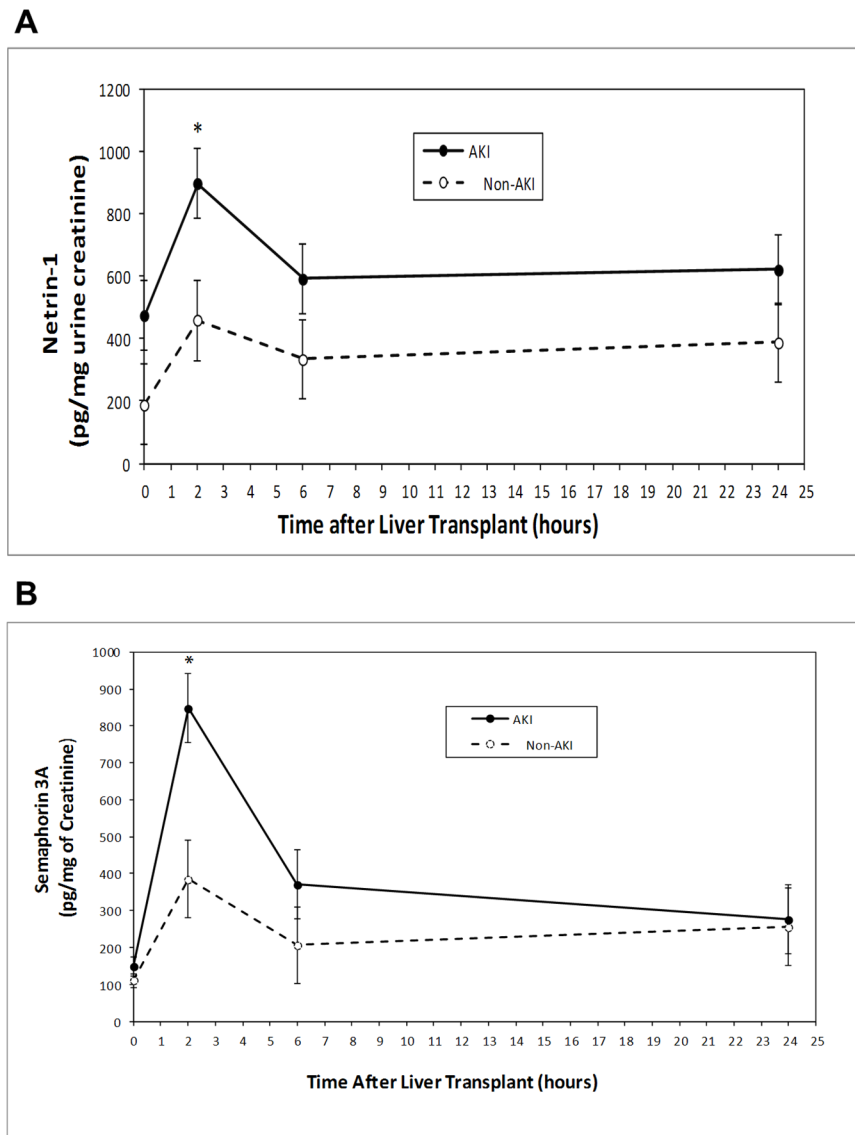 A
Netrin-1
(pg/mg urine creatinine)
1200
1000
800
600
400
200
0
*
AKI
Non-AKI
0 1 2 3 4 5 6 7 8 9 10 11 12 13 14 15 16 17 18 19 20 21 22 23 24 25
Time after Liver Transplant (hours)
B
Semaphorin 3A
(pg/mg of Creatinine)
1000
900
800
700
600
500
400
300
200
100
0
*
AKI
Non-AKI
0 1 2 3 4 5 6 7 8 9 10 11 12 13 14 15 16 17 18 19 20 21 22 23 24 25
Time After Liver Transplant (hours)